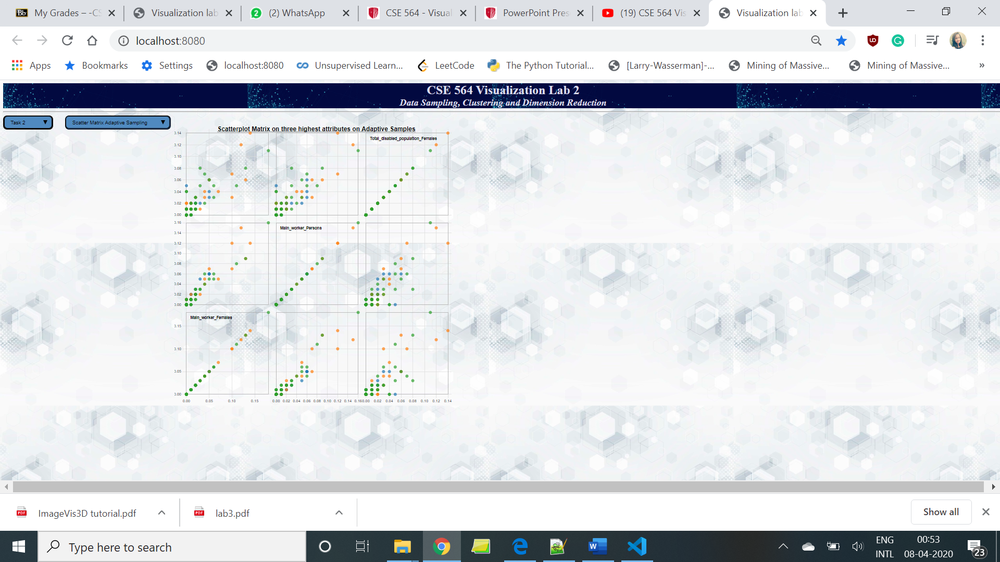 My Grades – -CS
Visualization lab
(2) WhatsApp
CSE 564 - Visual
PowerPoint Pres
(19) CSE 564 Vis
Visualization lab
localhost:8080
Apps
Bookmarks
Settings
localhost:8080
Unsupervised Learn...
LeetCode
The Python Tutorial...
[Larry-Wasserman]-...
Mining of Massive...
Mining of Massive...
»
CSE 564 Visualization Lab 2
Data Sampling, Clustering and Dimension Reduction
Task 2
Scatter Matrix Adaptive Sampling
Scatterplot Matrix on three highest attributes on Adaptive Samples
Total_disabled_population_Females
0.14
0.12
0.10
0.08
0.06
0.04
0.02
0.00
Main_worker_Persons
0.16
0.14
0.12
0.10
0.08
0.06
0.04
0.02
0.00
Main_worker_Females
0.15
0.10
0.05
0.00
0.00 0.05 0.10 0.15
0.00 0.02 0.04 0.06 0.08 0.10 0.12 0.14 0.16
0.00 0.02 0.04 0.06 0.08 0.10 0.12 0.14
ImageVis3D tutorial.pdf
lab3.pdf
Show all
Type here to search
ENG
INTL
00:53
08-04-2020
23